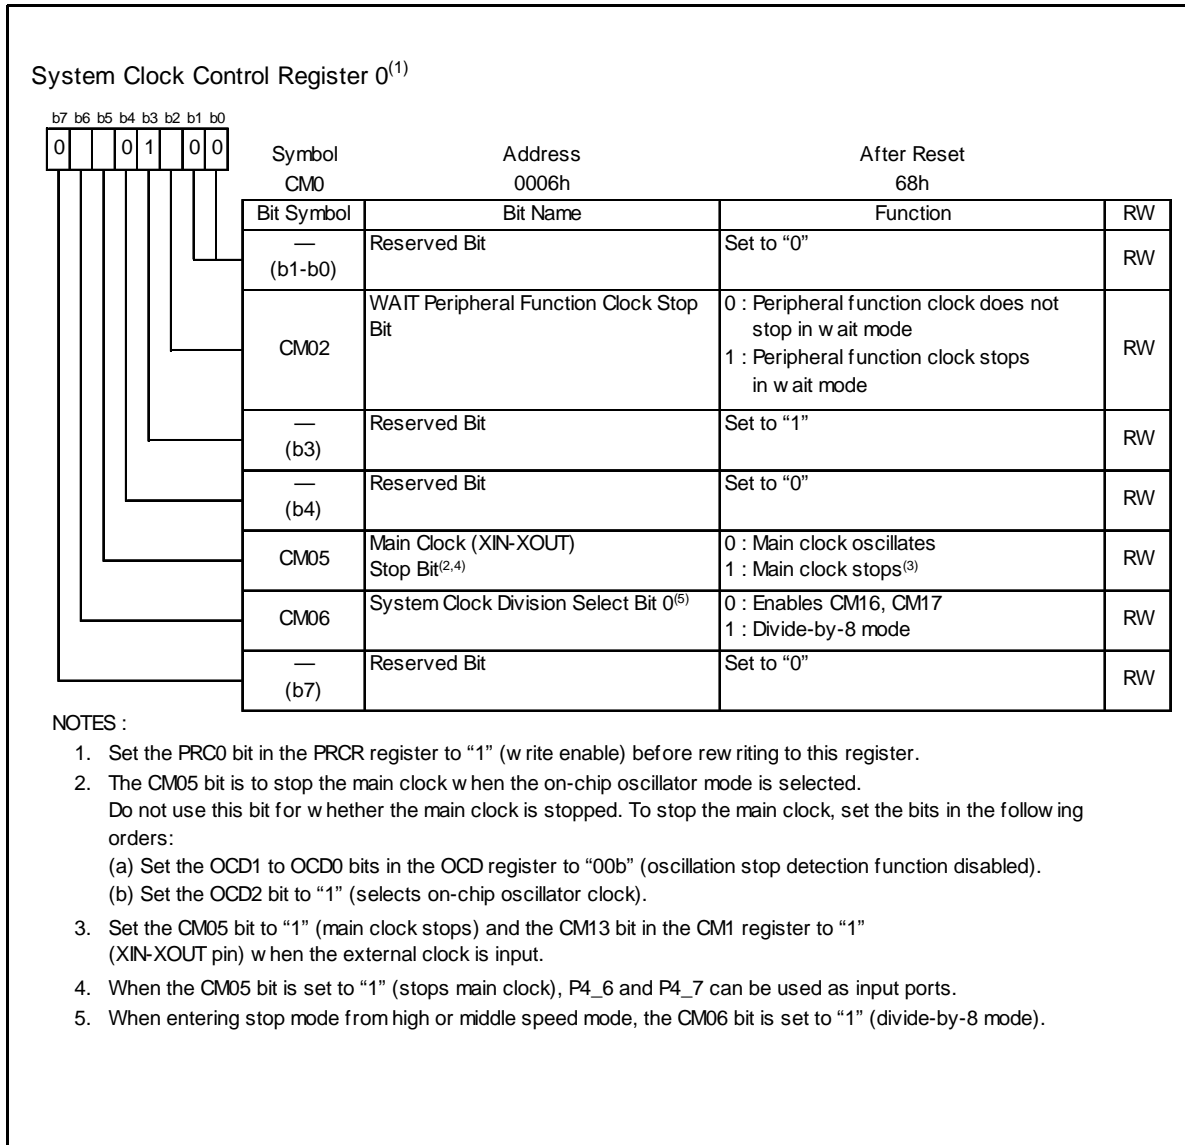 System Clock Control Register 0(1)
b7 b6 b5 b4 b3 b2 b1 b0
0 0 1 0 0
Symbol Address After Reset
CM0 0006h 68h
Bit Symbol Bit Name Function RW
— (b1-b0) Reserved Bit Set to “0” RW
CM02 WAIT Peripheral Function Clock Stop Bit 0 : Peripheral function clock does not
stop in wait mode
1 : Peripheral function clock stops
in wait mode RW
— (b3) Reserved Bit Set to “1” RW
— (b4) Reserved Bit Set to “0” RW
CM05 Main Clock (XIN-XOUT)
Stop Bit(2,4) 0 : Main clock oscillates
1 : Main clock stops(3) RW
CM06 System Clock Division Select Bit 0(5) 0 : Enables CM16, CM17
1 : Divide-by-8 mode RW
— (b7) Reserved Bit Set to “0” RW
NOTES :
1. Set the PRC0 bit in the PRCR register to “1” (write enable) before rewriting to this register.
2. The CM05 bit is to stop the main clock when the on-chip oscillator mode is selected.
Do not use this bit for whether the main clock is stopped. To stop the main clock, set the bits in the following
orders:
(a) Set the OCD1 to OCD0 bits in the OCD register to “00b” (oscillation stop detection function disabled).
(b) Set the OCD2 bit to “1” (selects on-chip oscillator clock).
3. Set the CM05 bit to “1” (main clock stops) and the CM13 bit in the CM1 register to “1”
(XIN-XOUT pin) when the external clock is input.
4. When the CM05 bit is set to “1” (stops main clock), P4_6 and P4_7 can be used as input ports.
5. When entering stop mode from high or middle speed mode, the CM06 bit is set to “1” (divide-by-8 mode).